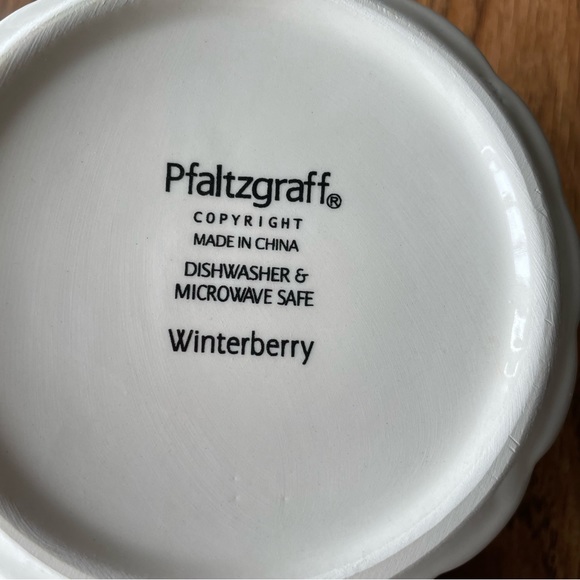 Pfaltzgraff®
COPYRIGHT
MADE IN CHINA
DISHWASHER &
MICROWAVE SAFE
Winterberry